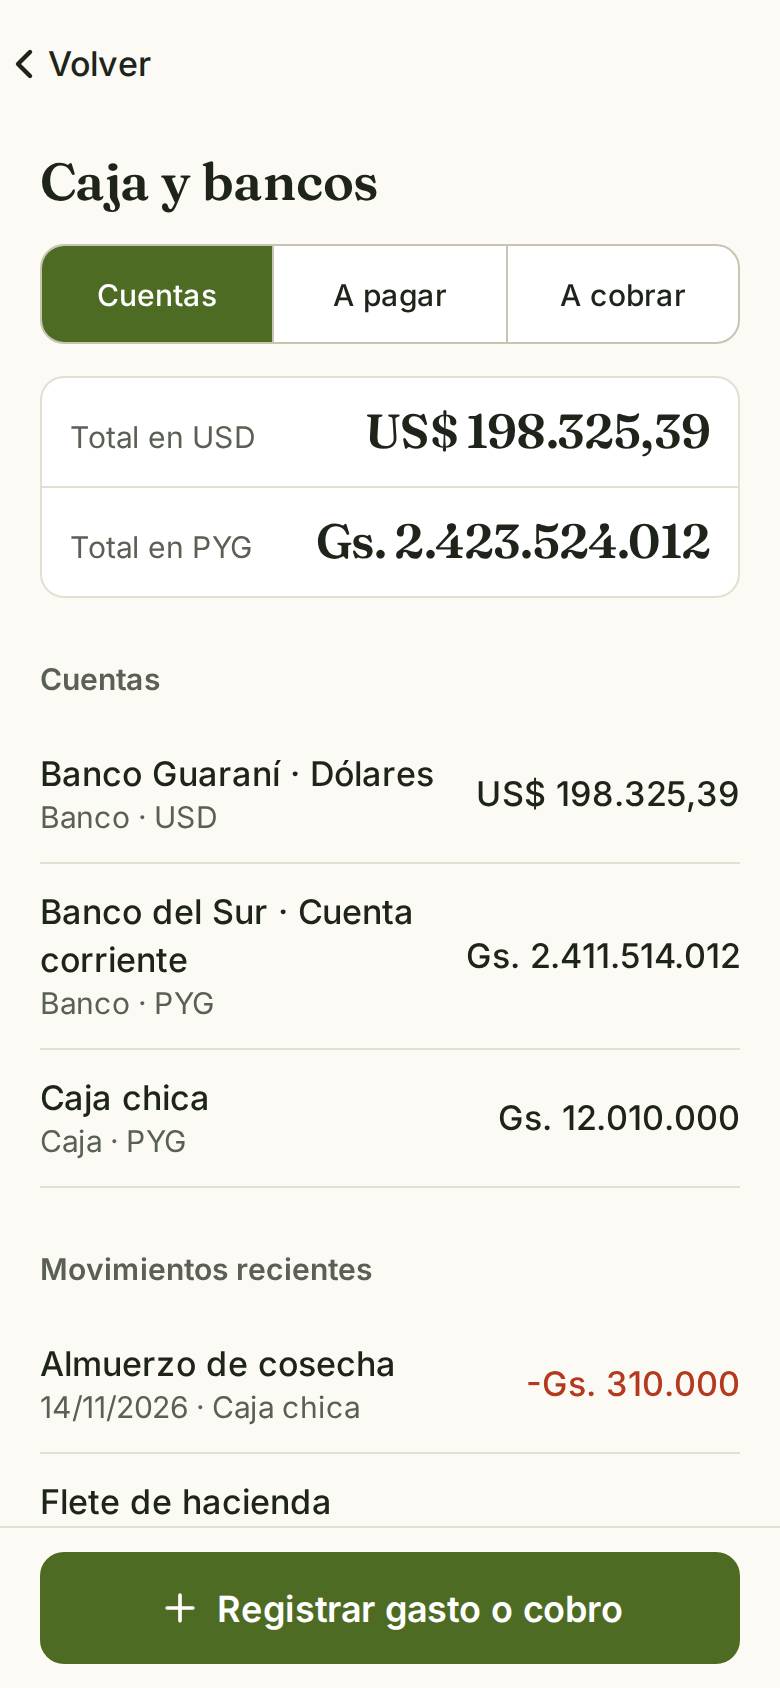 Volver
Caja y bancos
Cuentas
A pagar
A cobrar
Total en USD
US$ 198.325,39
Total en PYG
Gs. 2.423.524.012
Cuentas
Banco Guaraní · Dólares
US$ 198.325,39
Banco · USD
Banco del Sur · Cuenta
corriente
Gs. 2.411.514.012
Banco · PYG
Caja chica
Gs. 12.010.000
Caja · PYG
Movimientos recientes
Almuerzo de cosecha
-Gs. 310.000
14/11/2026 · Caja chica
Flete de hacienda
+ Registrar gasto o cobro